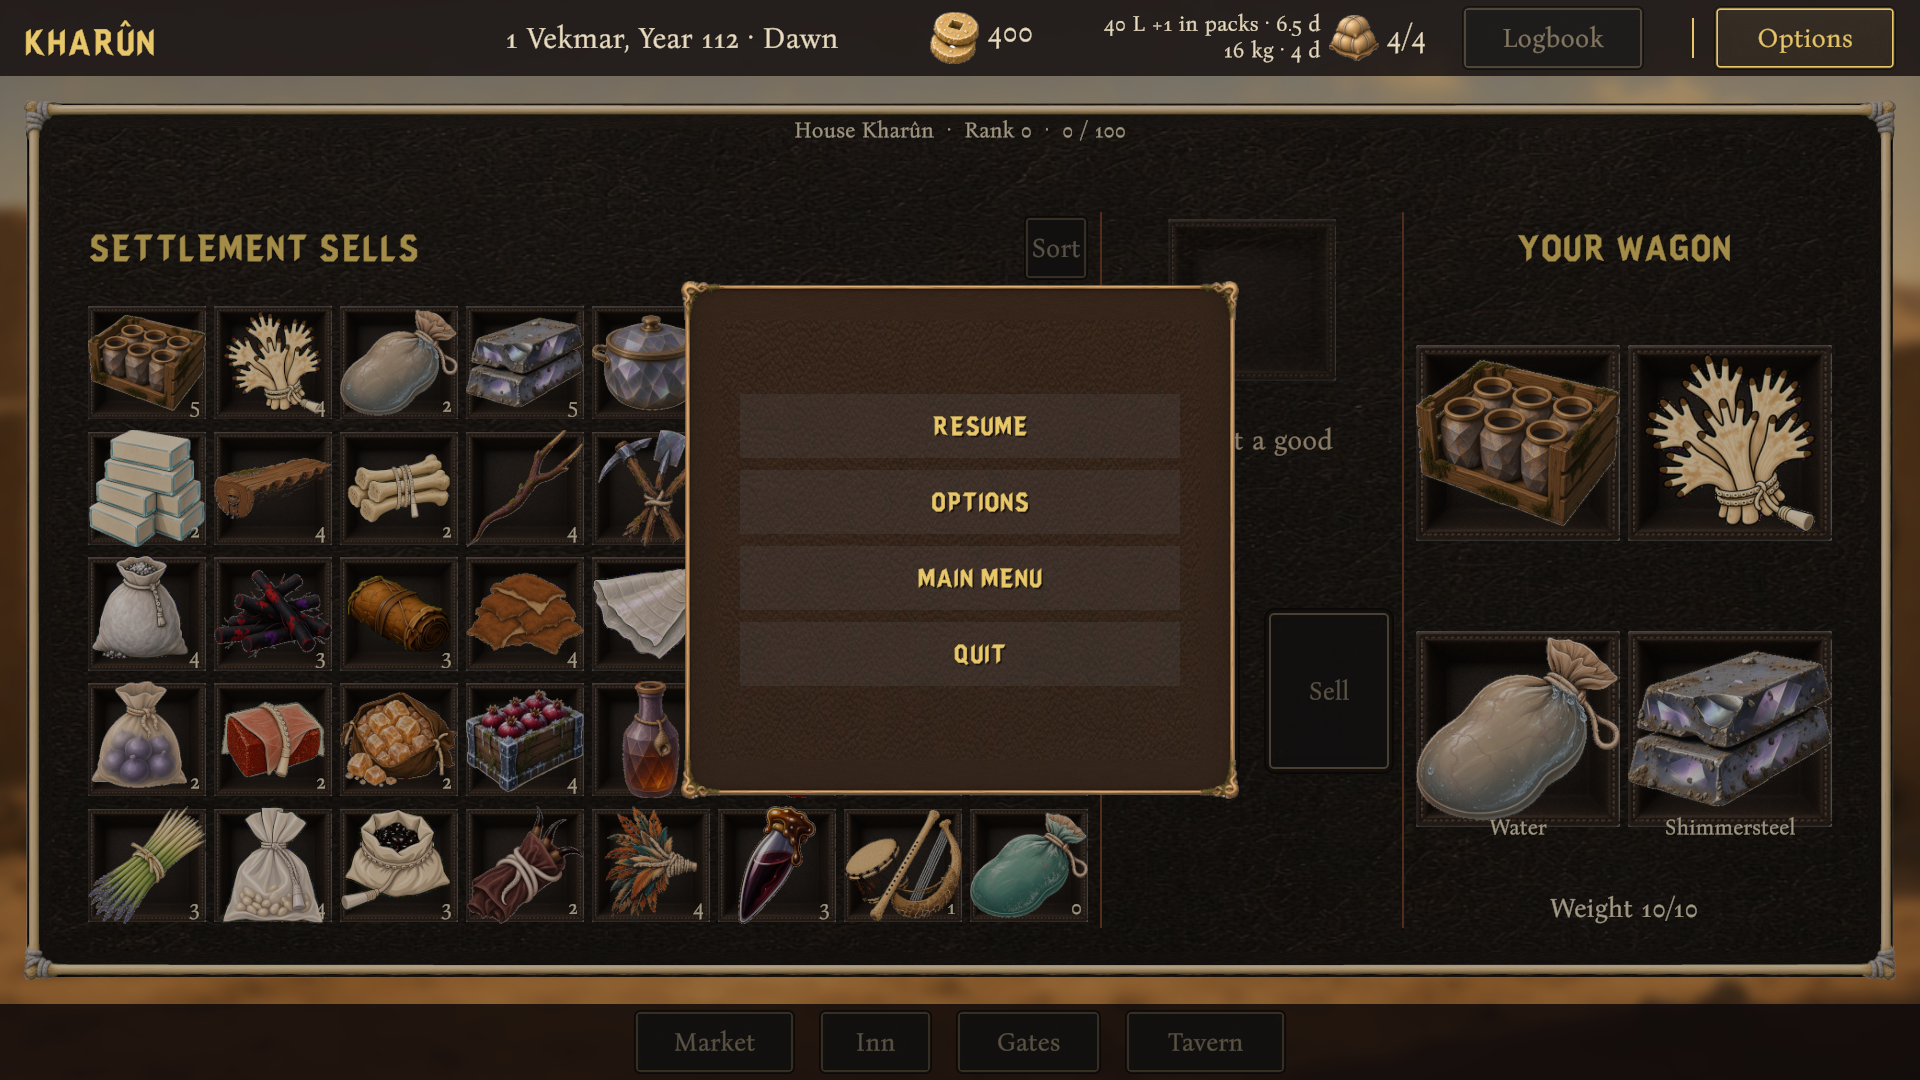 KHARÛN
1 Vekmar, Year 112 · Dawn
400
40 L +1 in packs · 6.5 d
16 kg · 4 d
4/4
Logbook
Options
House Kharûn · Rank 0 · 0 / 100
SETTLEMENT SELLS
Sort
YOUR WAGON
5
4
2
5
2
4
2
4
t a good
4
3
3
4
2
2
2
4
3
4
3
2
4
3
1
0
RESUME
OPTIONS
MAIN MENU
QUIT
Sell
Water
Shimmersteel
Weight 10/10
Market
Inn
Gates
Tavern